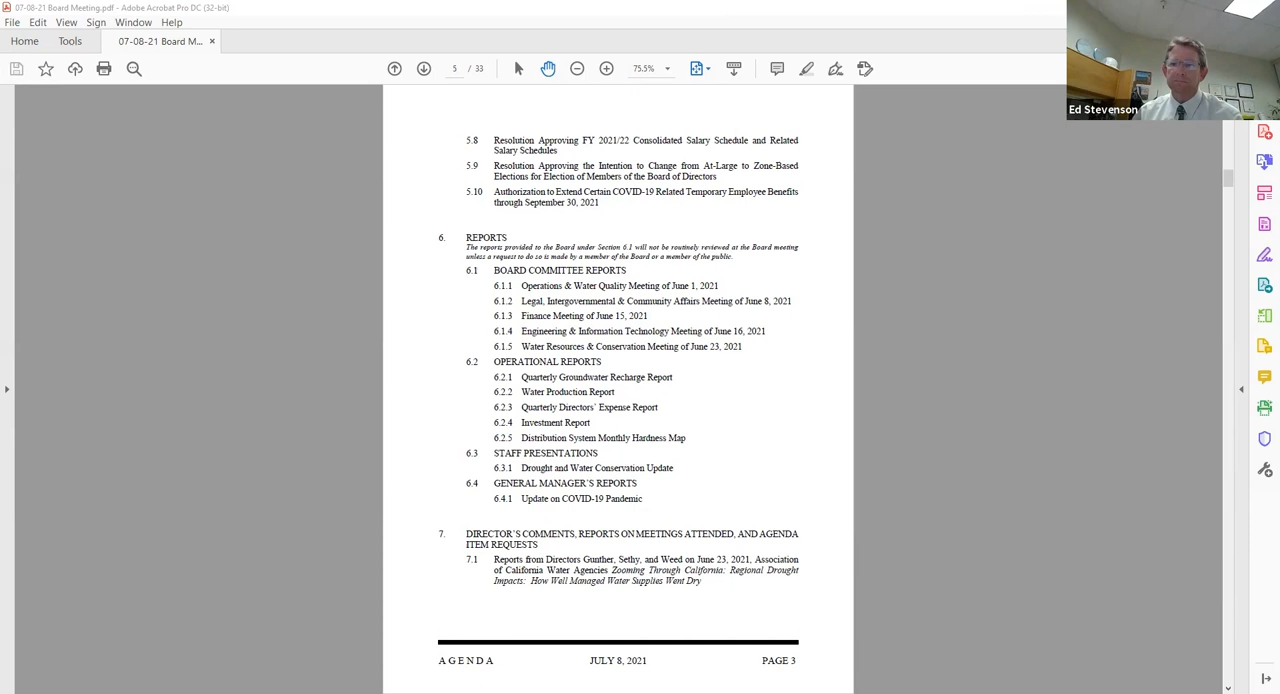 07-08-21 Board Meeting.pdf - Adobe Acrobat Pro DC (32-bit)
File Edit View Sign Window Help
Home Tools 07-08-21 Board M... ×
5 / 33 75.5%
Ed Stevenson
5.8 Resolution Approving FY 2021/22 Consolidated Salary Schedule and Related
Salary Schedules
5.9 Resolution Approving the Intention to Change from At-Large to Zone-Based
Elections for Election of Members of the Board of Directors
5.10 Authorization to Extend Certain COVID-19 Related Temporary Employee Benefits
through September 30, 2021
6. REPORTS
The reports provided to the Board under Section 6.1 will not be routinely reviewed at the Board meeting
unless a request to do so is made by a member of the Board or a member of the public.
6.1 BOARD COMMITTEE REPORTS
6.1.1 Operations & Water Quality Meeting of June 1, 2021
6.1.2 Legal, Intergovernmental & Community Affairs Meeting of June 8, 2021
6.1.3 Finance Meeting of June 15, 2021
6.1.4 Engineering & Information Technology Meeting of June 16, 2021
6.1.5 Water Resources & Conservation Meeting of June 23, 2021
6.2 OPERATIONAL REPORTS
6.2.1 Quarterly Groundwater Recharge Report
6.2.2 Water Production Report
6.2.3 Quarterly Directors' Expense Report
6.2.4 Investment Report
6.2.5 Distribution System Monthly Hardness Map
6.3 STAFF PRESENTATIONS
6.3.1 Drought and Water Conservation Update
6.4 GENERAL MANAGER'S REPORTS
6.4.1 Update on COVID-19 Pandemic
7. DIRECTOR'S COMMENTS, REPORTS ON MEETINGS ATTENDED, AND AGENDA
ITEM REQUESTS
7.1 Reports from Directors Gunther, Sethy, and Weed on June 23, 2021, Association
of California Water Agencies Zooming Through California: Regional Drought
Impacts: How Well Managed Water Supplies Went Dry
AGENDA JULY 8, 2021 PAGE 3